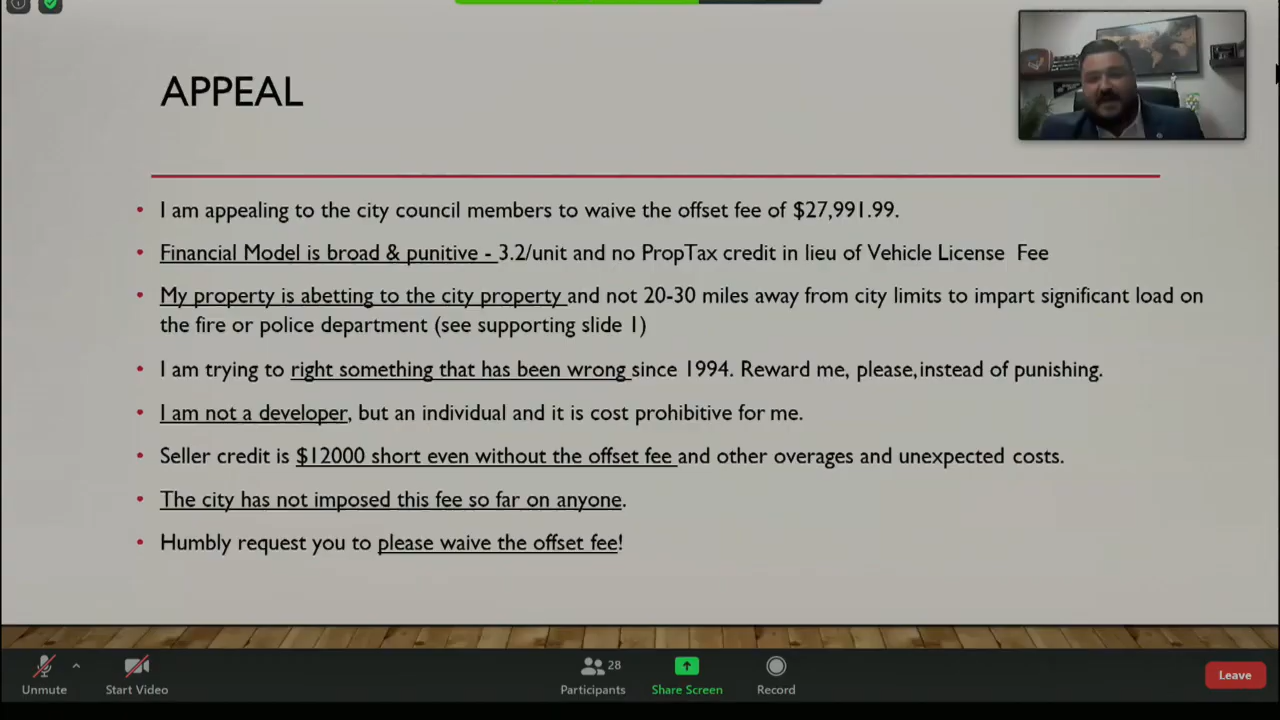 APPEAL
• I am appealing to the city council members to waive the offset fee of $27,991.99.
• Financial Model is broad & punitive - 3.2/unit and no PropTax credit in lieu of Vehicle License Fee
• My property is abetting to the city property and not 20-30 miles away from city limits to impart significant load on
the fire or police department (see supporting slide 1)
• I am trying to right something that has been wrong since 1994. Reward me, please,instead of punishing.
• I am not a developer, but an individual and it is cost prohibitive for me.
• Seller credit is $12000 short even without the offset fee and other overages and unexpected costs.
• The city has not imposed this fee so far on anyone.
• Humbly request you to please waive the offset fee!
Unmute
Start Video
Participants
28
Share Screen
Record
Leave